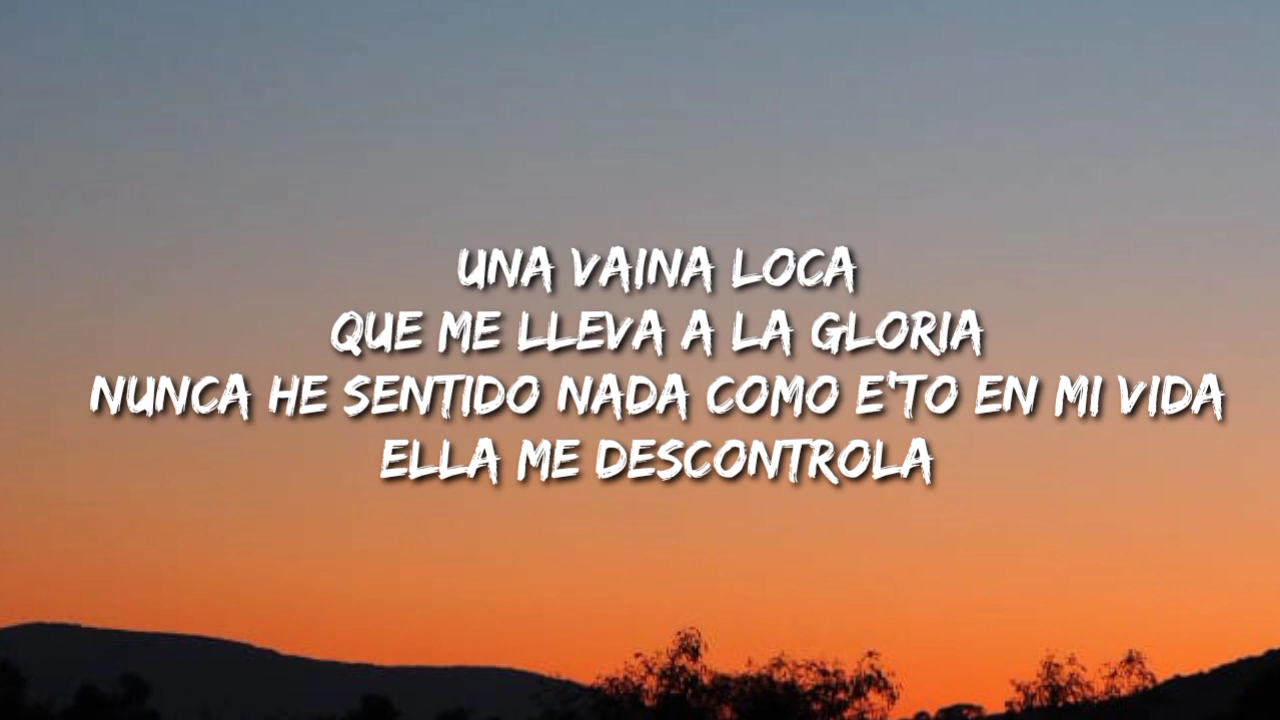 UNA VAINA LOCA
QUE ME LLEVA A LA GLORIA
NUNCA HE SENTIDO NADA COMO E'TO EN MI VIDA
ELLA ME DESCONTROLA